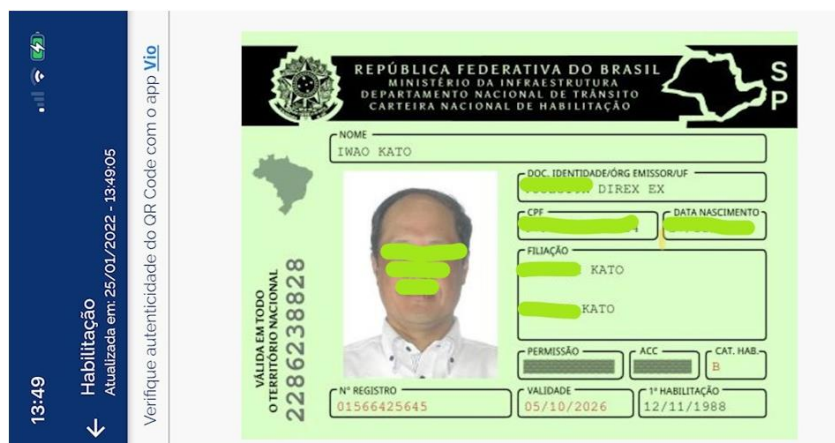 13:49
Habilitação
Atualizada em: 25/01/2022 - 13:49:05
Verifique autenticidade do QR Code com o app Vio
REPÚBLICA FEDERATIVA DO BRASIL
MINISTÉRIO DA INFRAESTRUTURA
DEPARTAMENTO NACIONAL DE TRÂNSITO
CARTEIRA NACIONAL DE HABILITAÇÃO
SP
NOME
IWAO KATO
DOC. IDENTIDADE/ÓRG EMISSOR/UF
DIREX EX
CPF
DATA NASCIMENTO
FILIAÇÃO
KATO
KATO
PERMISSÃO
ACC
CAT. HAB.
B
VÁLIDA EM TODO
O TERRITÓRIO NACIONAL
2286238828
Nº REGISTRO
01566425645
VALIDADE
05/10/2026
1ª HABILITAÇÃO
12/11/1988